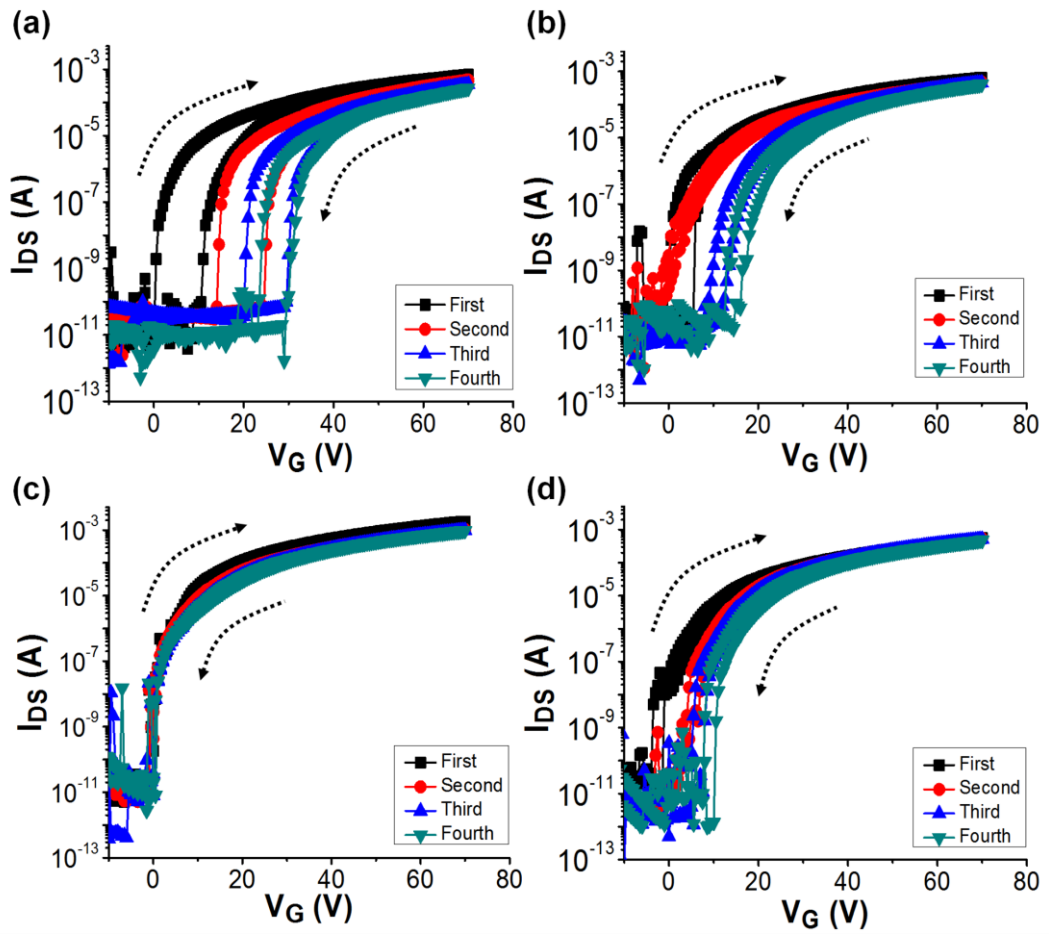 (a)
10⁻³
10⁻⁵
10⁻⁷
10⁻⁹
10⁻¹¹
10⁻¹³
I_DS (A)
First
Second
Third
Fourth
0 20 40 60 80
V_G (V)
(b)
10⁻³
10⁻⁵
10⁻⁷
10⁻⁹
10⁻¹¹
10⁻¹³
I_DS (A)
First
Second
Third
Fourth
0 20 40 60 80
V_G (V)
(c)
10⁻³
10⁻⁵
10⁻⁷
10⁻⁹
10⁻¹¹
10⁻¹³
I_DS (A)
First
Second
Third
Fourth
0 20 40 60 80
V_G (V)
(d)
10⁻³
10⁻⁵
10⁻⁷
10⁻⁹
10⁻¹¹
10⁻¹³
I_DS (A)
First
Second
Third
Fourth
0 20 40 60 80
V_G (V)